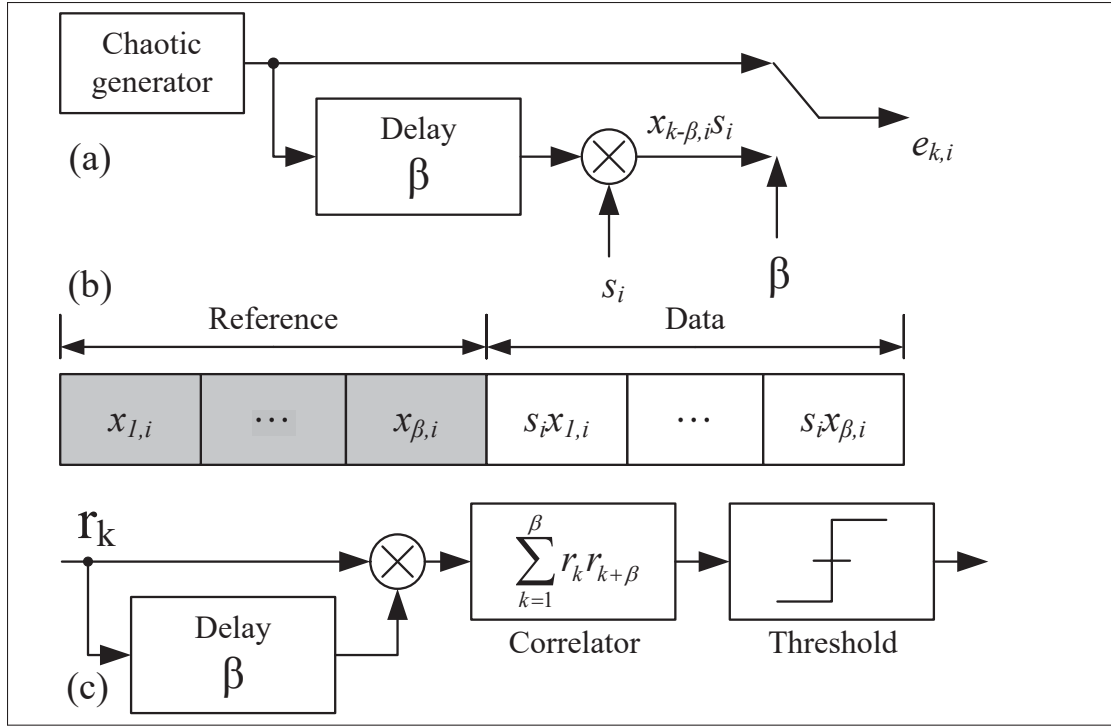 Chaotic
generator
Delay
β
x_{k-β,i}s_i
e_{k,i}
(a)
s_i
β
(b)
Reference
Data
x_{1,i}
···
x_{β,i}
s_ix_{1,i}
···
s_ix_{β,i}
r_k
\sum_{k=1}^{β} r_k r_{k+β}
Delay
β
Correlator
Threshold
(c)